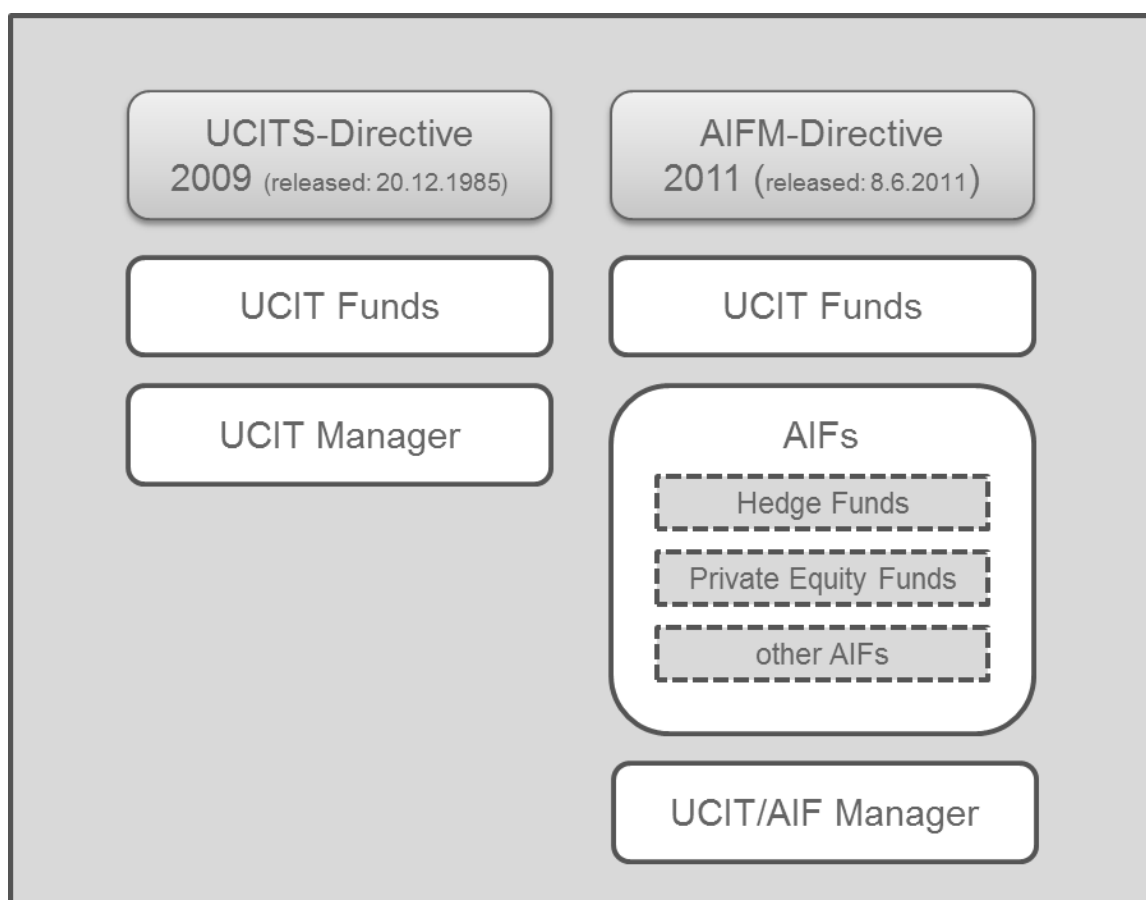 UCITS-Directive
2009 (released: 20.12.1985)
UCIT Funds
UCIT Manager
AIFM-Directive
2011 (released: 8.6.2011)
UCIT Funds
AIFs
Hedge Funds
Private Equity Funds
other AIFs
UCIT/AIF Manager